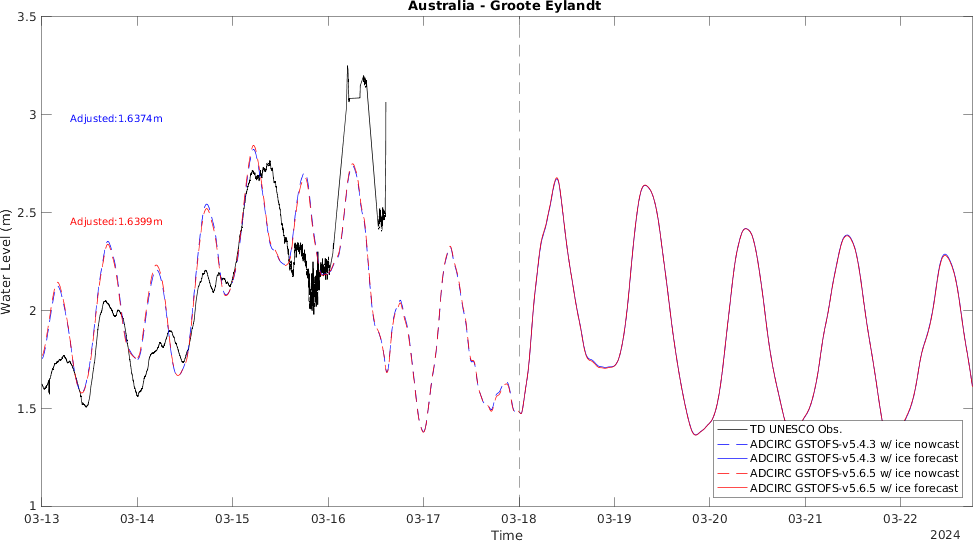 Australia - Groote Eylandt
3.5
3
2.5
2
1.5
1
Water Level (m)
Adjusted:1.6374m
Adjusted:1.6399m
TD UNESCO Obs.
ADCIRC GSTOFS-v5.4.3 w/ ice nowcast
ADCIRC GSTOFS-v5.4.3 w/ ice forecast
ADCIRC GSTOFS-v5.6.5 w/ ice nowcast
ADCIRC GSTOFS-v5.6.5 w/ ice forecast
03-13 03-14 03-15 03-16 03-17 03-18 03-19 03-20 03-21 03-22
Time
2024